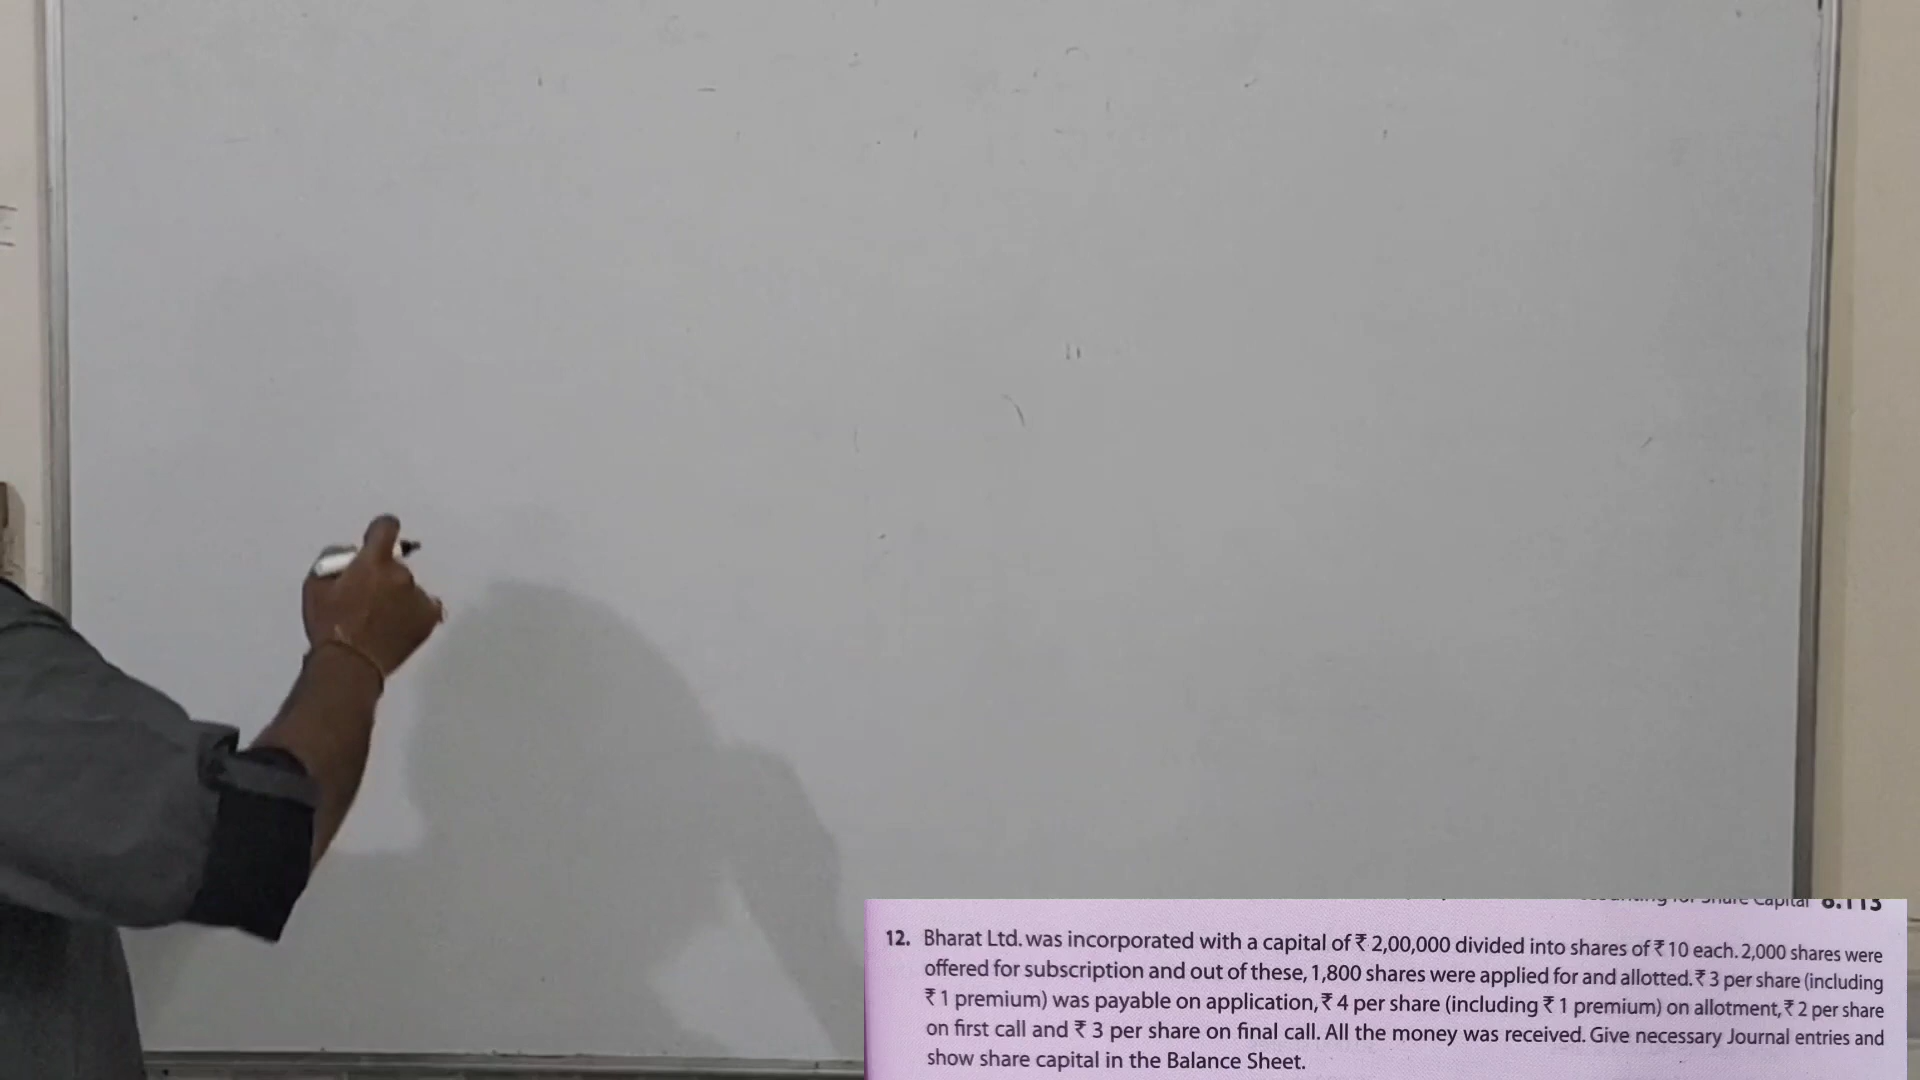 Share Capital 6.113
12. Bharat Ltd. was incorporated with a capital of ₹ 2,00,000 divided into shares of ₹ 10 each. 2,000 shares were
offered for subscription and out of these, 1,800 shares were applied for and allotted. ₹ 3 per share (including
₹ 1 premium) was payable on application, ₹ 4 per share (including ₹ 1 premium) on allotment, ₹ 2 per share
on first call and ₹ 3 per share on final call. All the money was received. Give necessary Journal entries and
show share capital in the Balance Sheet.